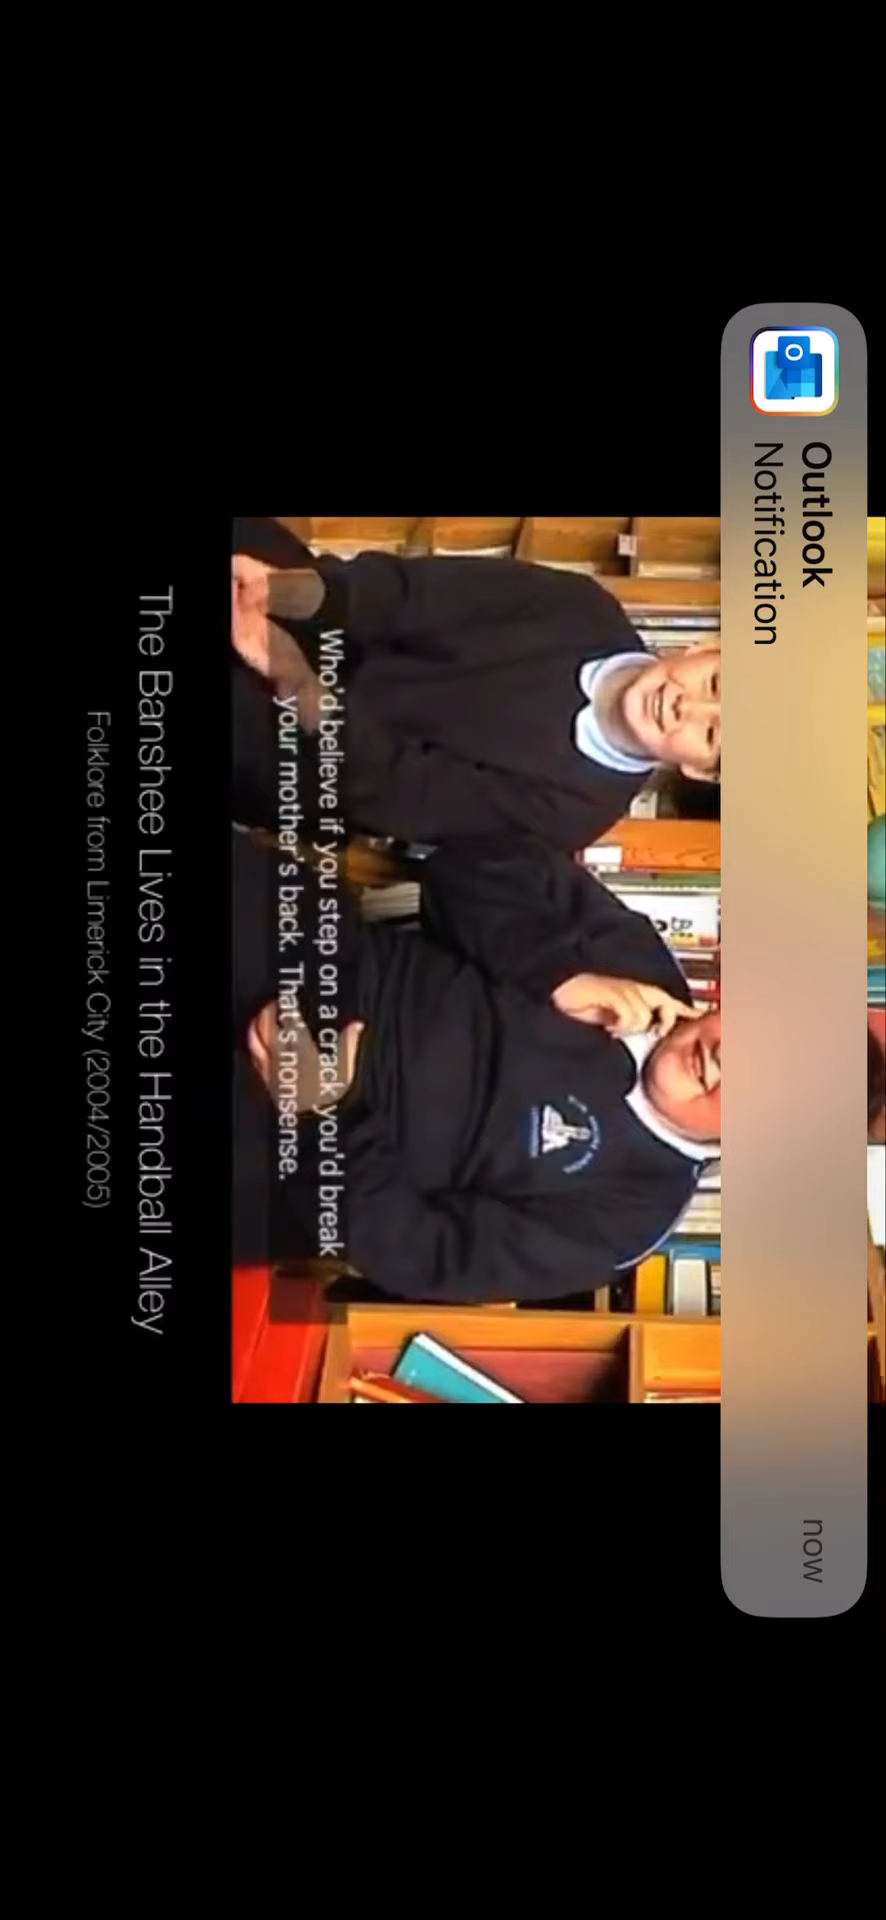 Outlook
now
Notification
Who'd believe if you step on a crack you'd break
your mother's back. That's nonsense.
The Banshee Lives in the Handball Alley
Folklore from Limerick City (2004/2005)